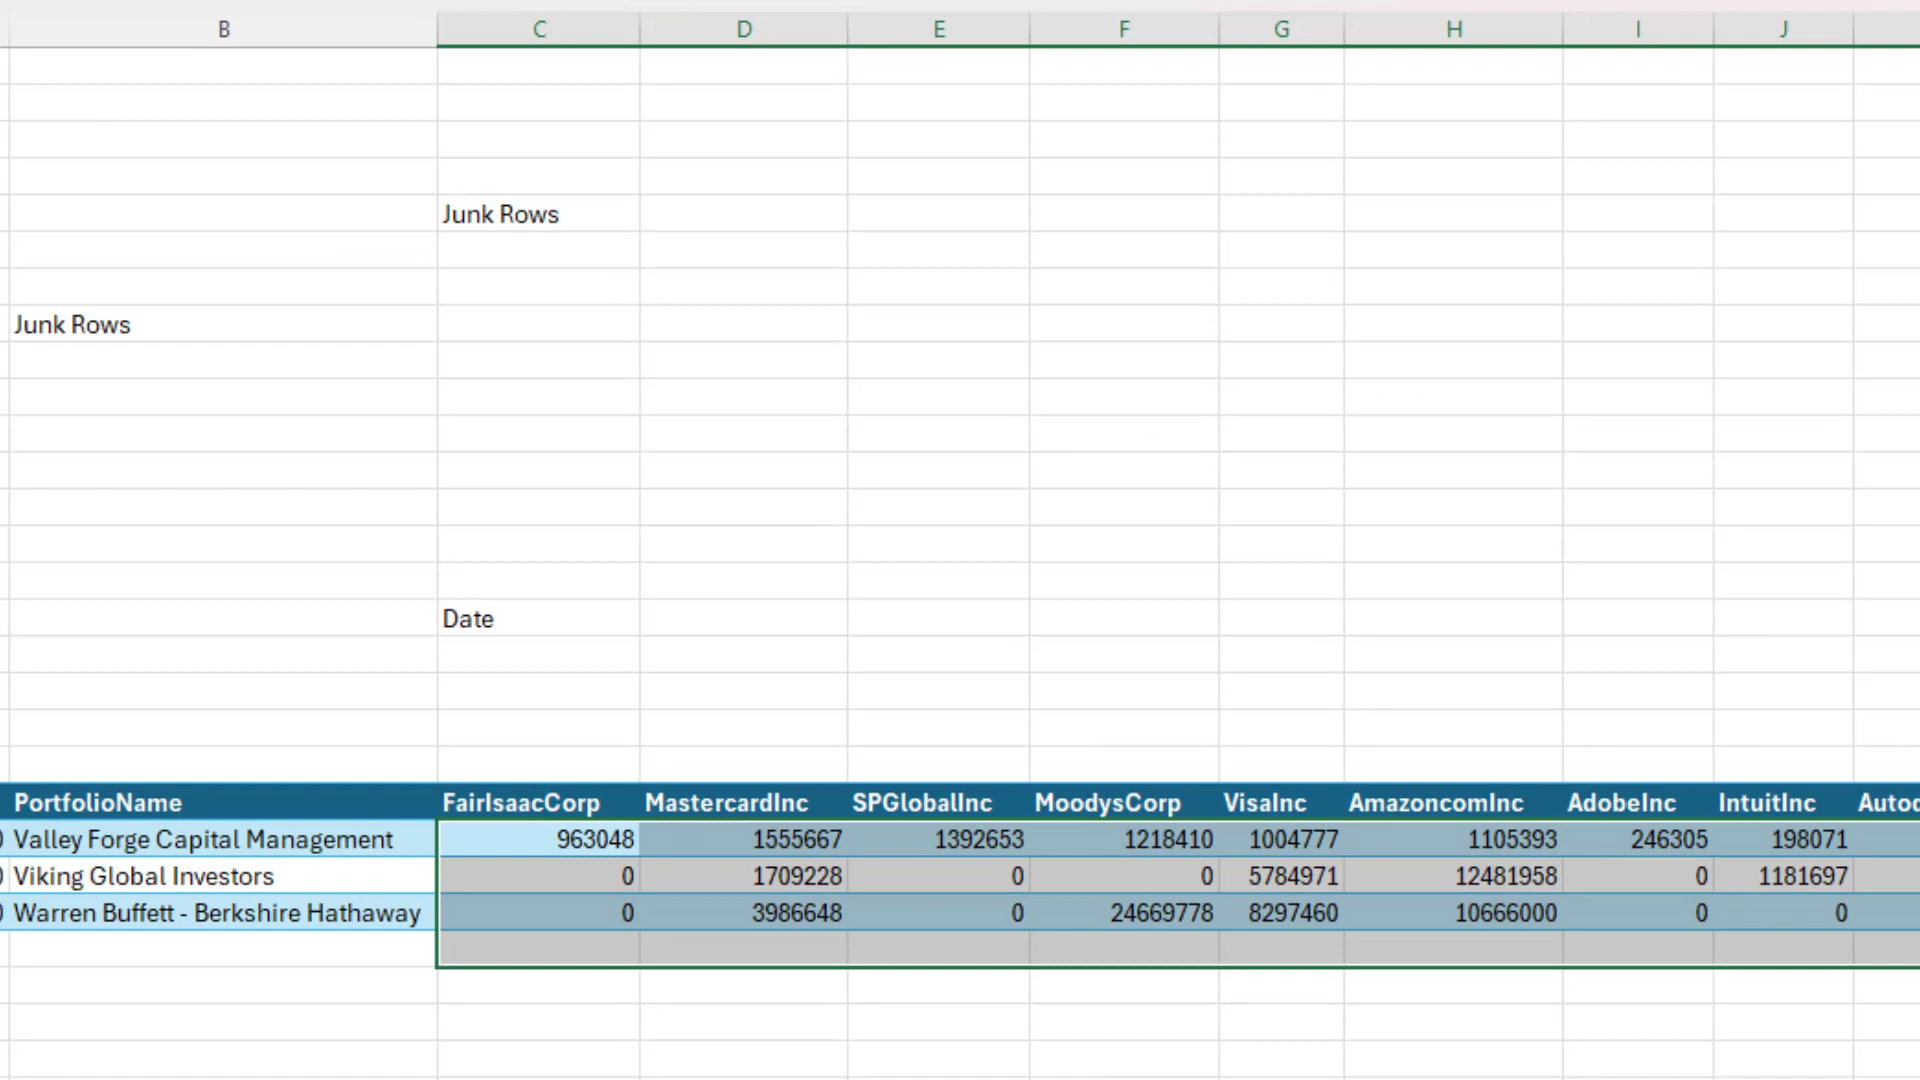 B C D E F G H I J
Junk Rows
Junk Rows
Date
PortfolioName FairIsaacCorp MastercardInc SPGlobalInc MoodysCorp VisaInc AmazoncomInc AdobeInc IntuitInc
Valley Forge Capital Management 963048 1555667 1392653 1218410 1004777 1105393 246305 198071
Viking Global Investors 0 1709228 0 0 5784971 12481958 0 1181697
Warren Buffett - Berkshire Hathaway 0 3986648 0 24669778 8297460 10666000 0 0